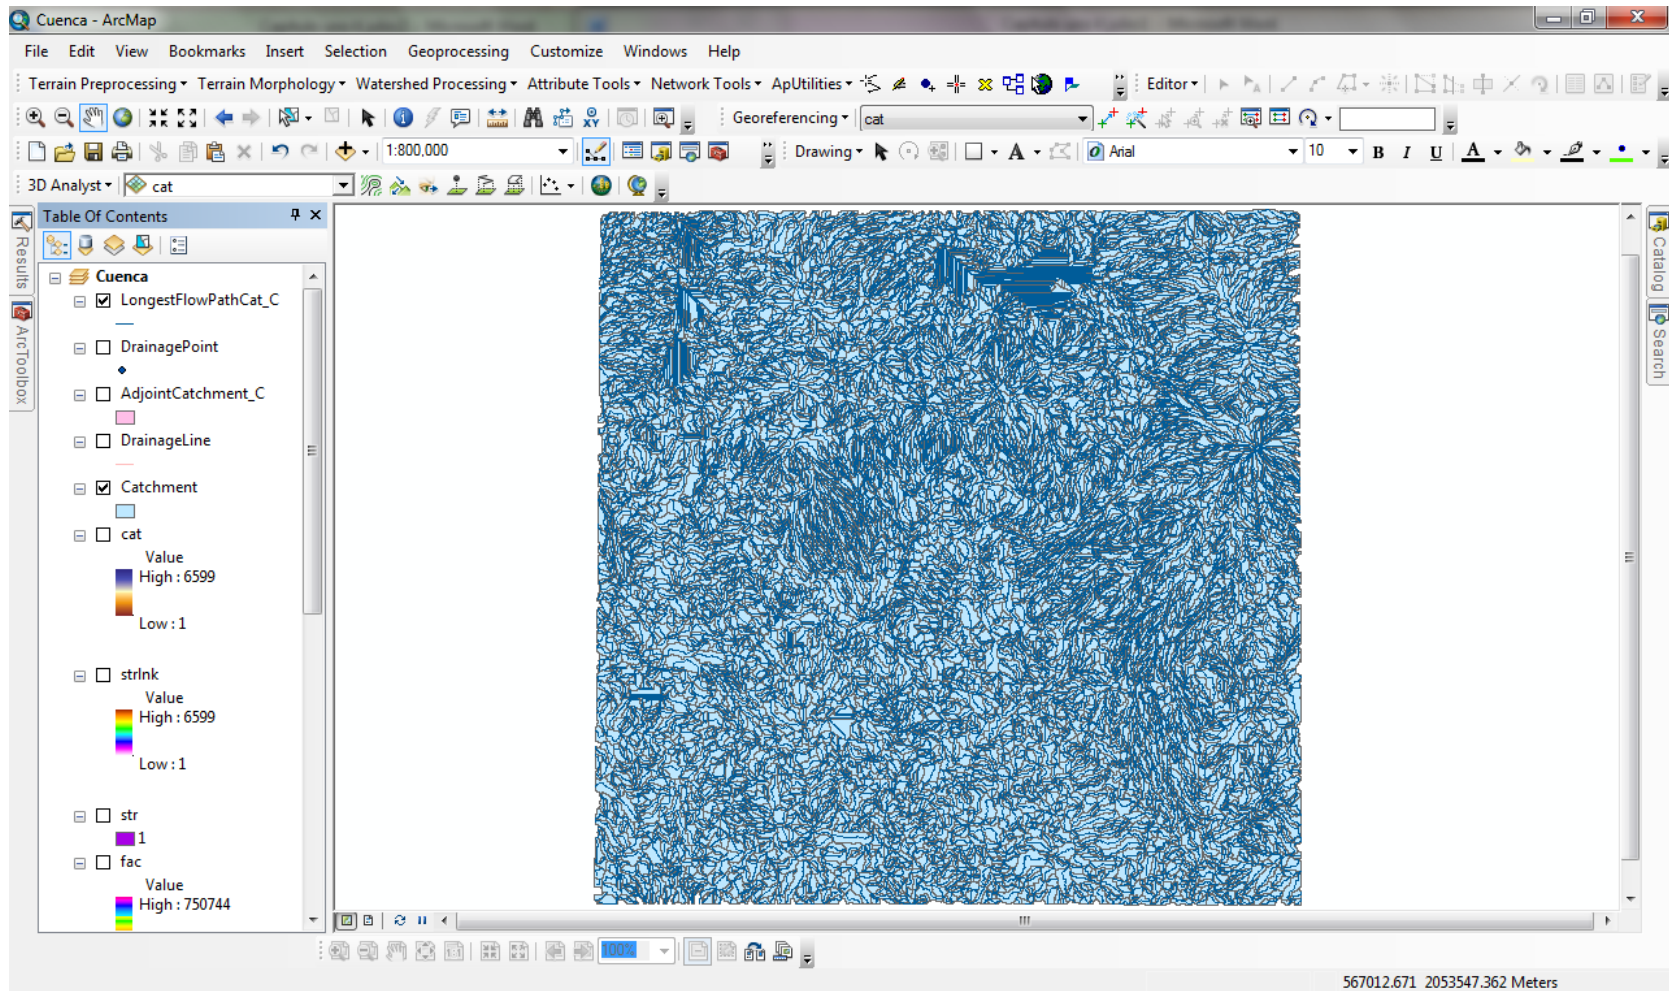 Cuenca - ArcMap
File Edit View Bookmarks Insert Selection Geoprocessing Customize Windows Help
Terrain Preprocessing Terrain Morphology Watershed Processing Attribute Tools Network Tools ApUtilities Editor
Georeferencing cat
1:800,000 Drawing A Arial 10 B I U A
3D Analyst cat
Table Of Contents
Results
ArcToolbox
Cuenca
LongestFlowPathCat_C
DrainagePoint
AdjointCatchment_C
DrainageLine
Catchment
cat
Value
High : 6599
Low : 1
strlnk
Value
High : 6599
Low : 1
str
1
fac
Value
High : 750744
Catalog
Search
100%
567012.671 2053547.362 Meters